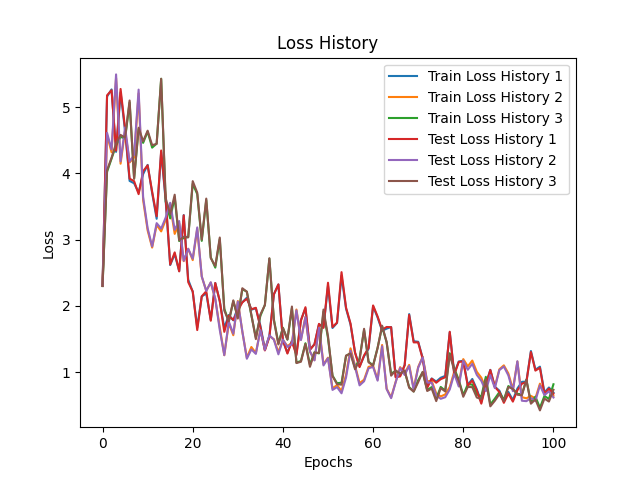 Loss History
Loss
5
4
3
2
1
0
20
40
60
80
100
Epochs
Train Loss History 1
Train Loss History 2
Train Loss History 3
Test Loss History 1
Test Loss History 2
Test Loss History 3